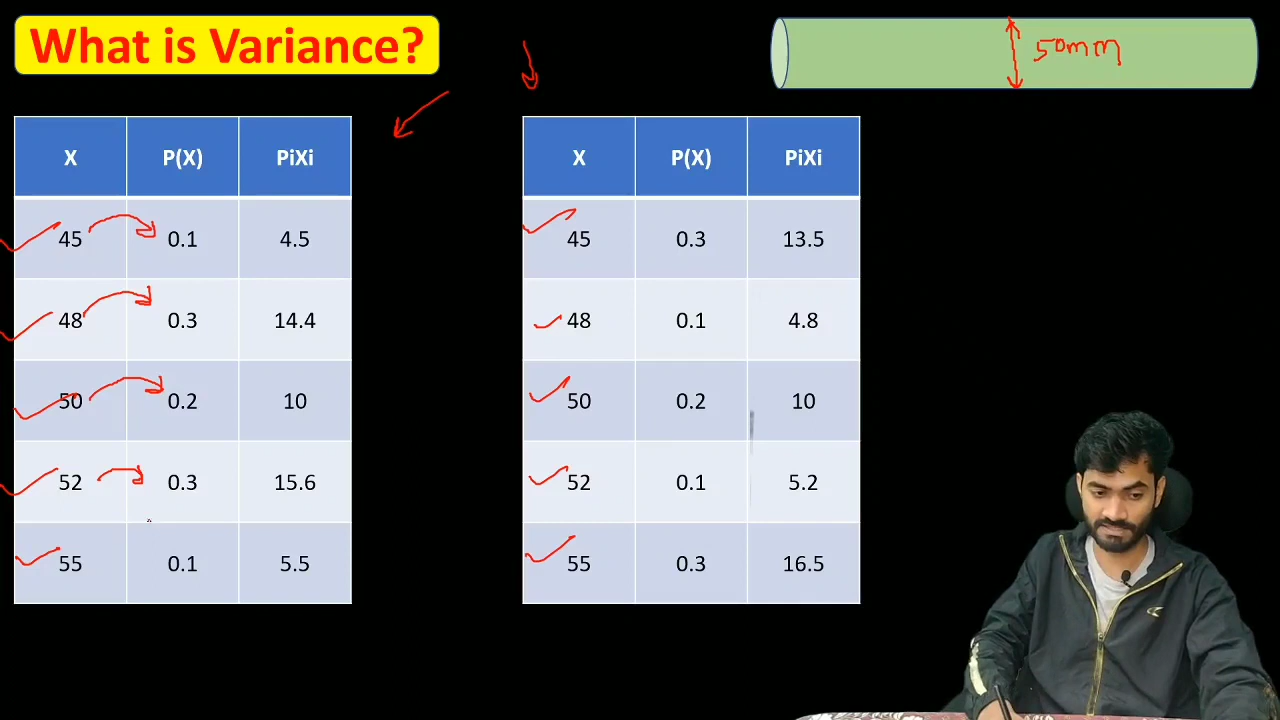 What is Variance?
50mm
X P(X) PiXi
45 0.1 4.5
48 0.3 14.4
50 0.2 10
52 0.3 15.6
55 0.1 5.5
X P(X) PiXi
45 0.3 13.5
48 0.1 4.8
50 0.2 10
52 0.1 5.2
55 0.3 16.5